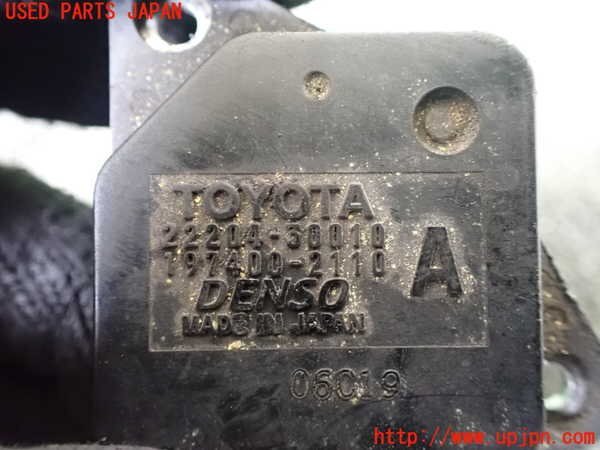 USED PARTS JAPAN
TOYOTA
22204-30010
197400-2110
A
DENSO
MADE IN JAPAN
06019
http://www.upjpn.com